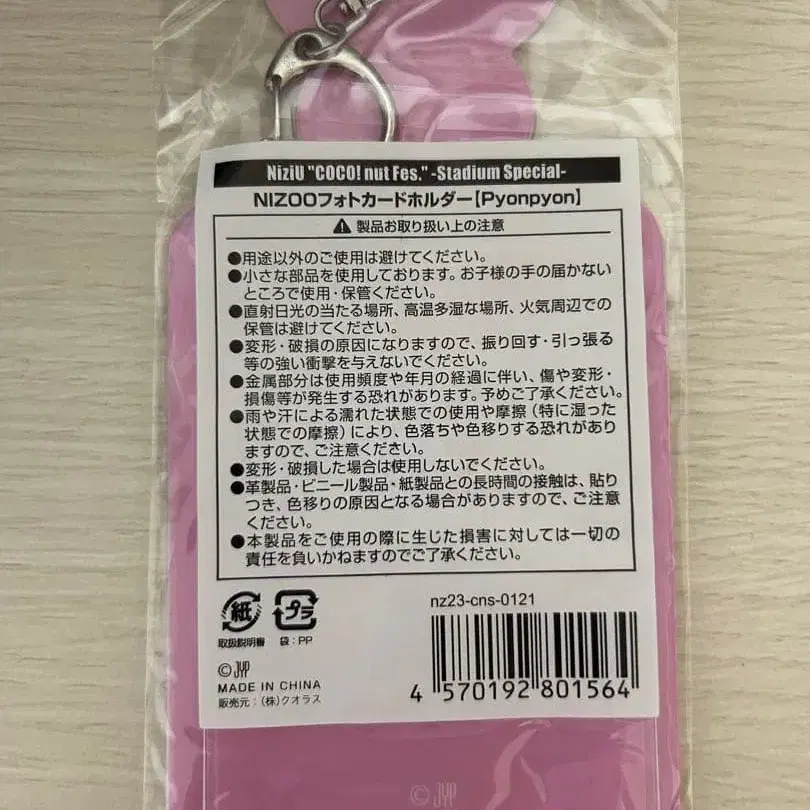 NiziU "COCO! nut Fes." -Stadium Special-
NIZOOフォトカードホルダー【Pyonpyon】
⚠ 製品お取り扱い上の注意
●用途以外のご使用は避けてください。
●小さな部品を使用しております。お子様の手の届かない
ところで使用・保管ください。
●直射日光の当たる場所、高温多湿な場所、火気周辺での
保管は避けてください。
●変形・破損の原因になりますので、振り回す・引っ張る
等の強い衝撃を与えないでください。
●金属部分は使用頻度や年月の経過に伴い、傷や変形・
損傷等が発生する恐れがあります。予めご了承ください。
●雨や汗による濡れた状態での使用や摩擦(特に湿った
状態での摩擦)により、色落ちや色移りする恐れがあり
ますので、ご注意ください。
●変形・破損した場合は使用しないでください。
●革製品・ビニール製品・紙製品との長時間の接触は、貼り
つき、色移りの原因となる場合がありますので、ご注意
ください。
●本製品をご使用の際に生じた損害に対しては一切の
責任を負いかねますのでご了承ください。
紙 プラ
取扱説明書 袋:PP
nz23-cns-0121
©JYP
MADE IN CHINA
販売元:(株)クオラス
4 570192 801564
©JYP